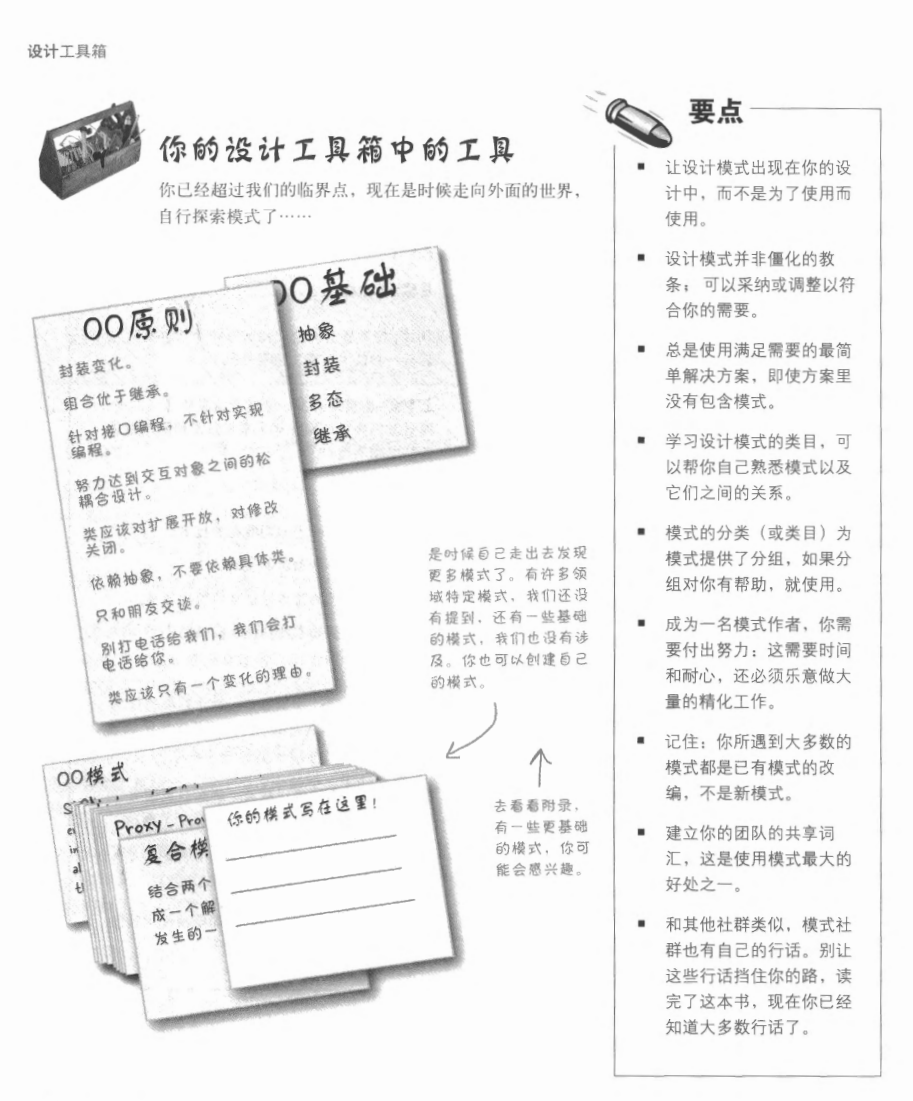 设计工具箱
你的设计工具箱中的工具
你已经超过我们的临界点，现在是时候走向外面的世界，
自行探索模式了……
OO基础
抽象
封装
多态
继承
OO原则
封装变化。
组合优于继承。
针对接口编程，不针对实现
编程。
努力达到交互对象之间的松
耦合设计。
类应该对扩展开放，对修改
关闭。
依赖抽象，不要依赖具体类。
只和朋友交谈。
别打电话给我们，我们会打
电话给你。
类应该只有一个变化的理由。
是时候自己走出去发现
更多模式了。有许多领
域特定模式，我们还没
有提到，还有一些基础
的模式，我们也没有涉
及。你也可以创建自己
的模式。
OO模式
Proxy - Pro
复合模
结合两个
成一个解
发生的一
你的模式写在这里！
去看看附录，
有一些更基础
的模式，你可
能会感兴趣。
要点
■ 让设计模式出现在你的设
计中，而不是为了使用而
使用。
■ 设计模式并非僵化的教
条；可以采纳或调整以符
合你的需要。
■ 总是使用满足需要的最简
单解决方案，即使方案里
没有包含模式。
■ 学习设计模式的类目，可
以帮你自己熟悉模式以及
它们之间的关系。
■ 模式的分类（或类目）为
模式提供了分组，如果分
组对你有帮助，就使用。
■ 成为一名模式作者，你需
要付出努力：这需要时间
和耐心，还必须乐意做大
量的精化工作。
■ 记住：你所遇到大多数的
模式都是已有模式的改
编，不是新模式。
■ 建立你的团队的共享词
汇，这是使用模式最大的
好处之一。
■ 和其他社群类似，模式社
群也有自己的行话。别让
这些行话挡住你的路，读
完了这本书，现在你已经
知道大多数行话了。